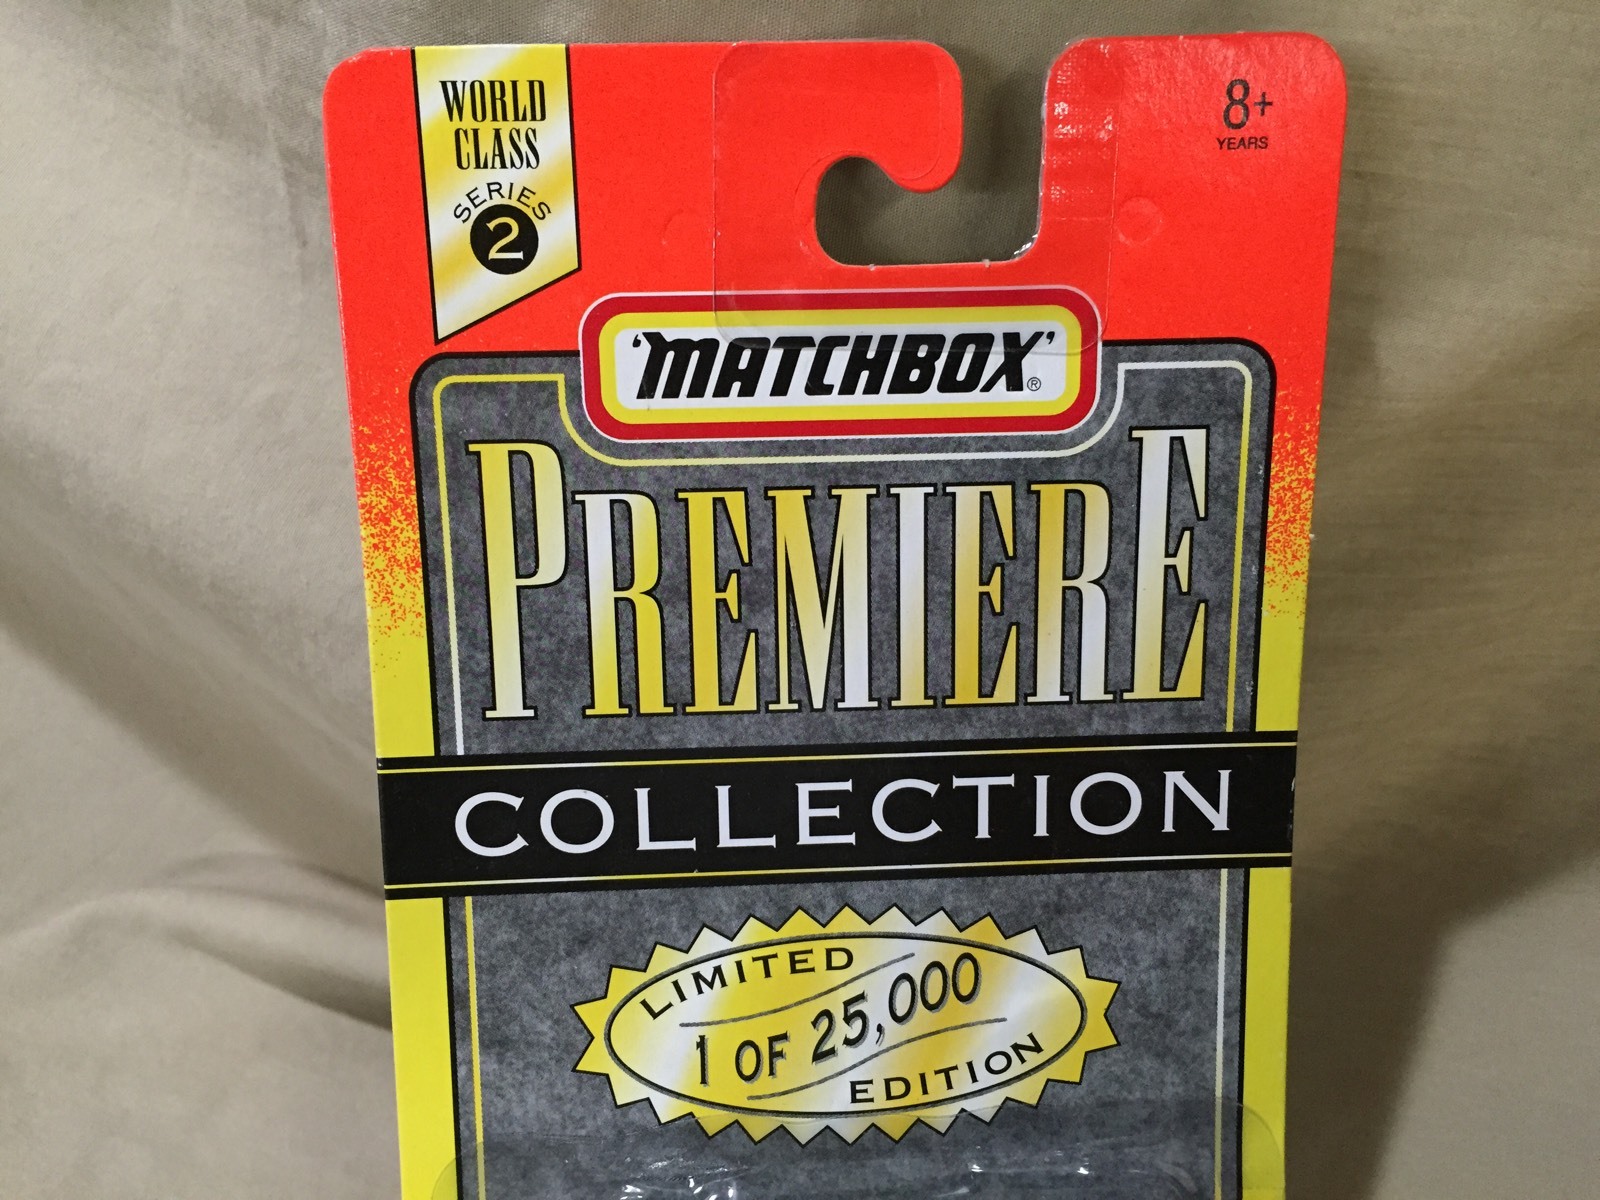 WORLD
CLASS
SERIES
2
8+
YEARS
'MATCHBOX'®
PREMIERE
COLLECTION
LIMITED
1 OF 25,000
EDITION